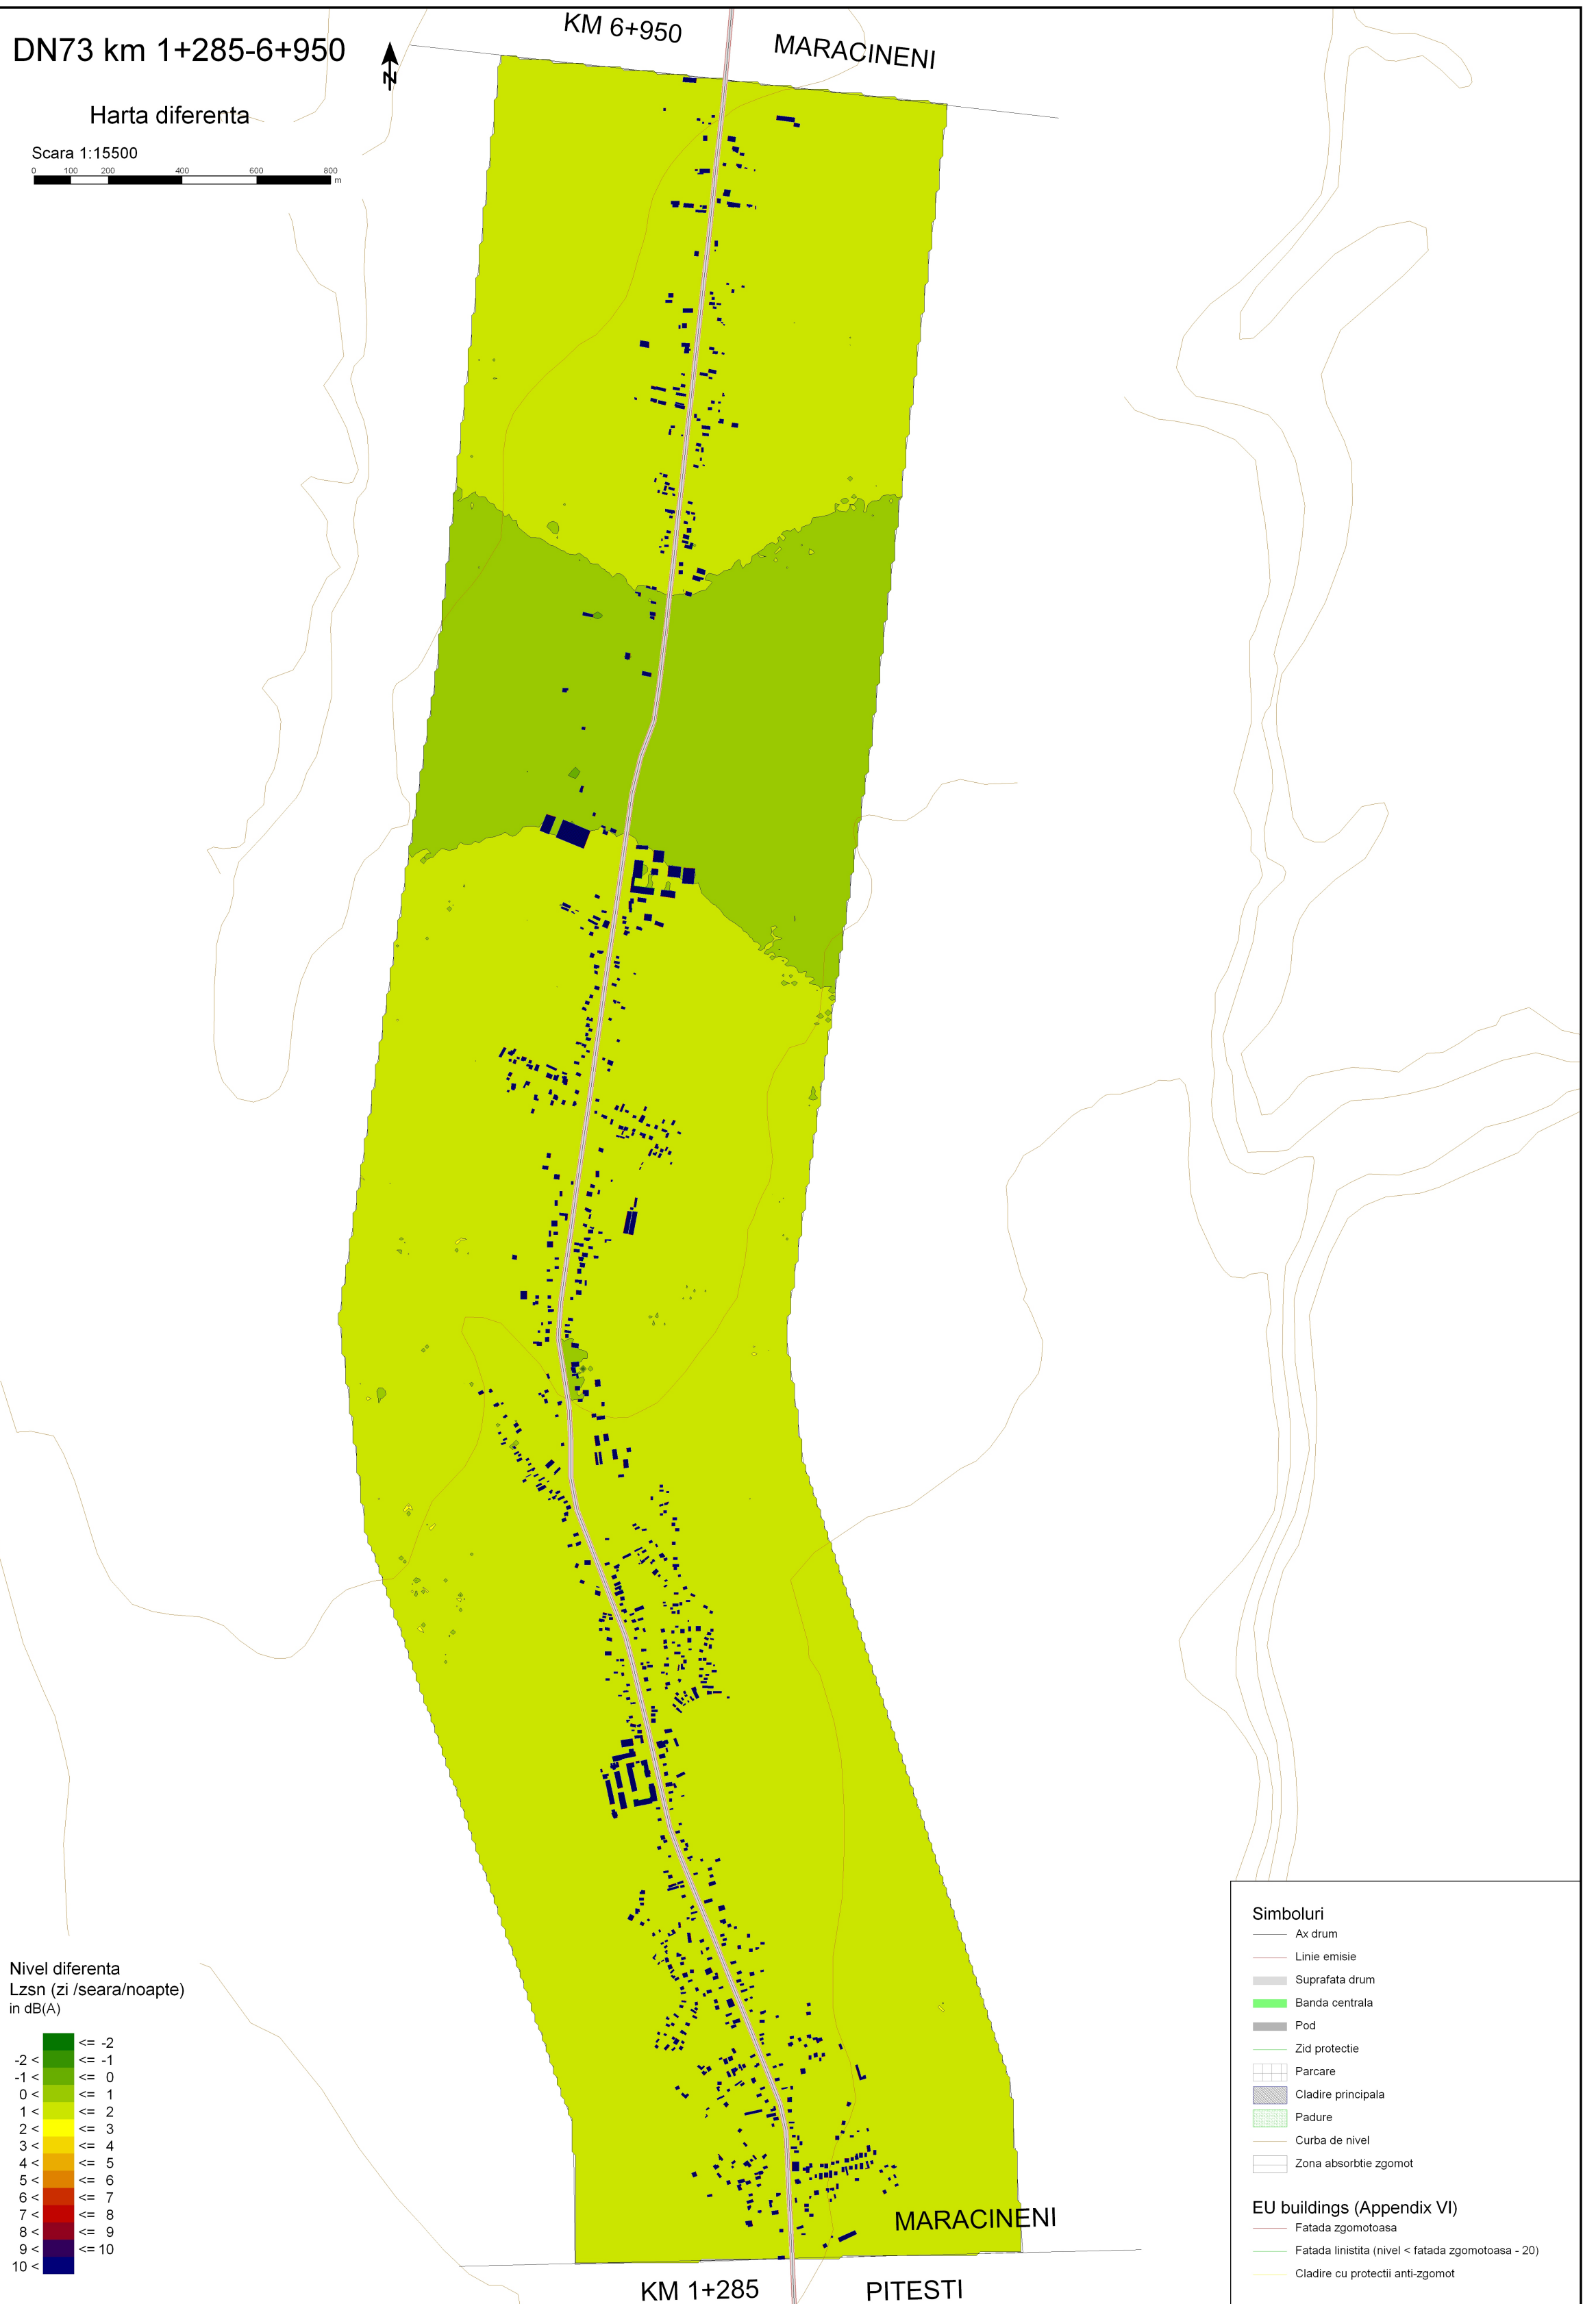 KM 6+950
MARACINENI
DN73 km 1+285-6+950
N
Harta diferenta
Scara 1:15500
0 100 200 400 600 800
m
Nivel diferenta
Lzsn (zi /seara/noapte)
in dB(A)
<= -2
-2 < <= -1
-1 < <= 0
0 < <= 1
1 < <= 2
2 < <= 3
3 < <= 4
4 < <= 5
5 < <= 6
6 < <= 7
7 < <= 8
8 < <= 9
9 < <= 10
10 <
MARACINENI
KM 1+285
PITESTI
Simboluri
Ax drum
Linie emisie
Suprafata drum
Banda centrala
Pod
Zid protectie
Parcare
Cladire principala
Padure
Curba de nivel
Zona absorbtie zgomot
EU buildings (Appendix VI)
Fatada zgomotoasa
Fatada linistita (nivel < fatada zgomotoasa - 20)
Cladire cu protectii anti-zgomot